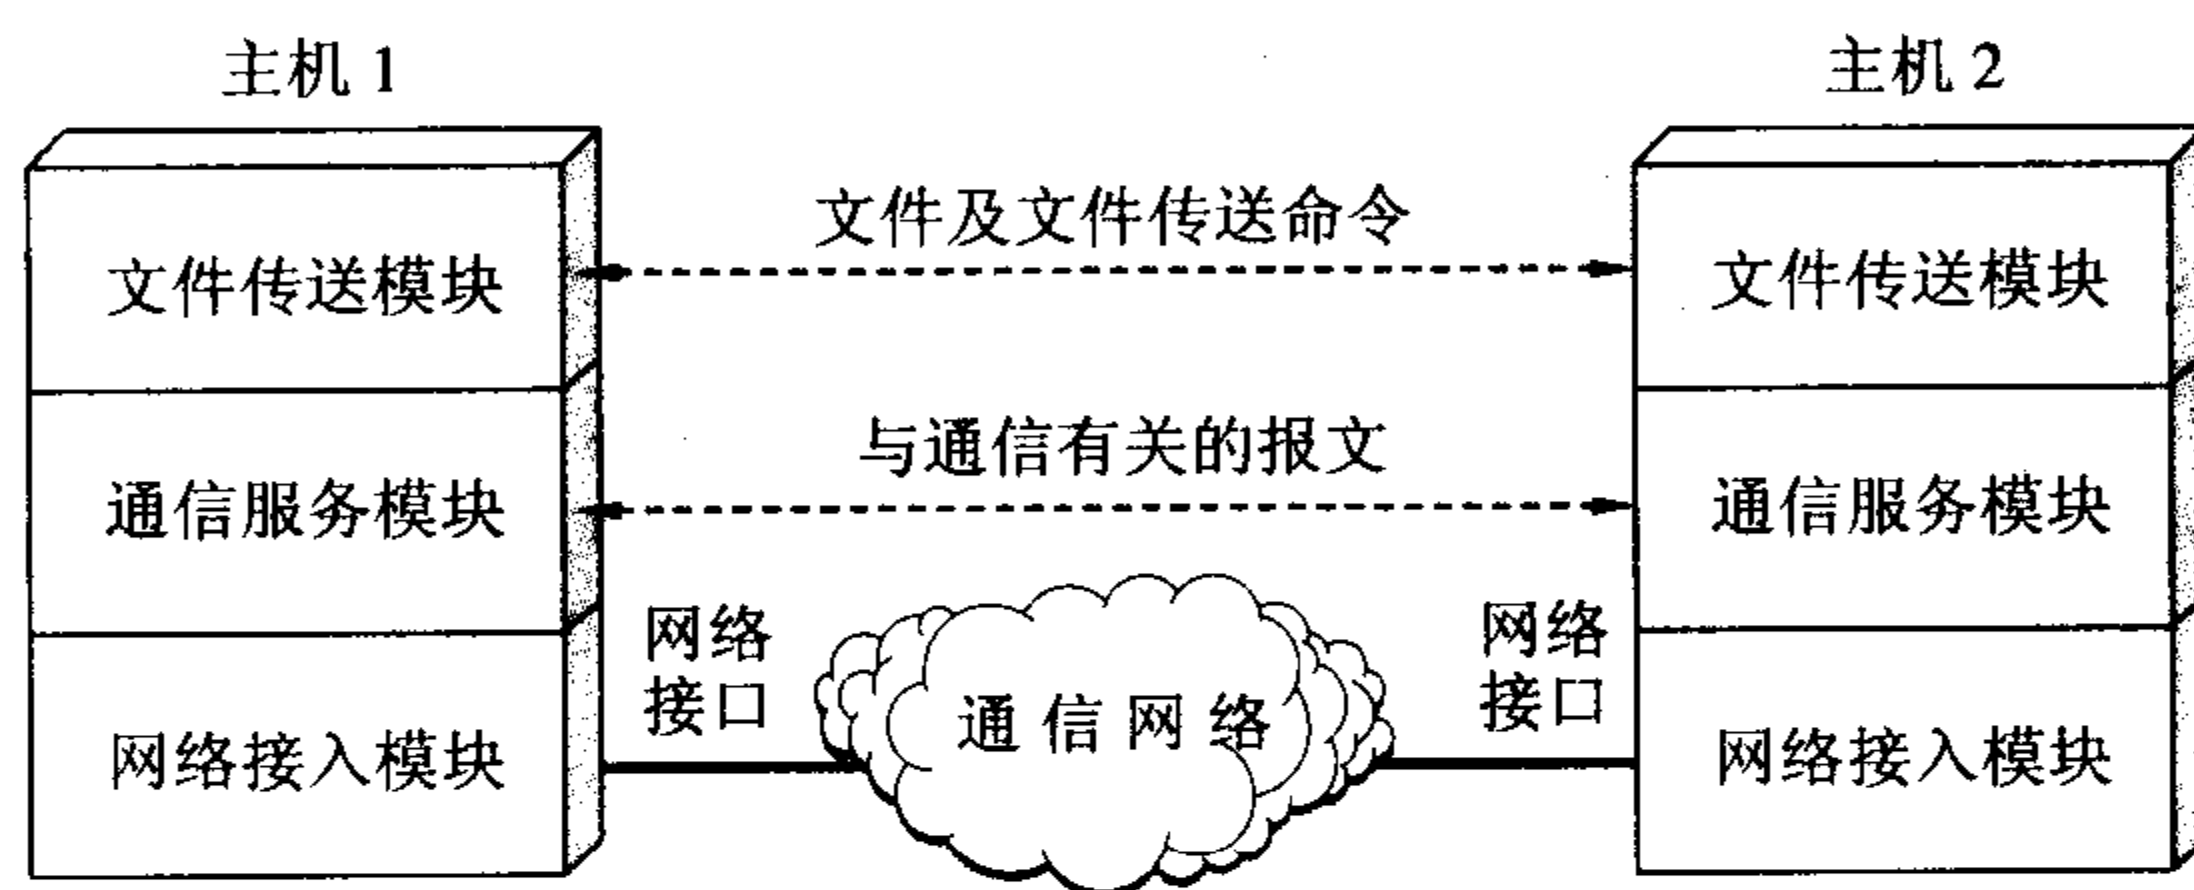 主机 1
主机 2
文件及文件传送命令
文件传送模块
文件传送模块
与通信有关的报文
通信服务模块
通信服务模块
网络
接口
网络
接口
通信网络
网络接入模块
网络接入模块